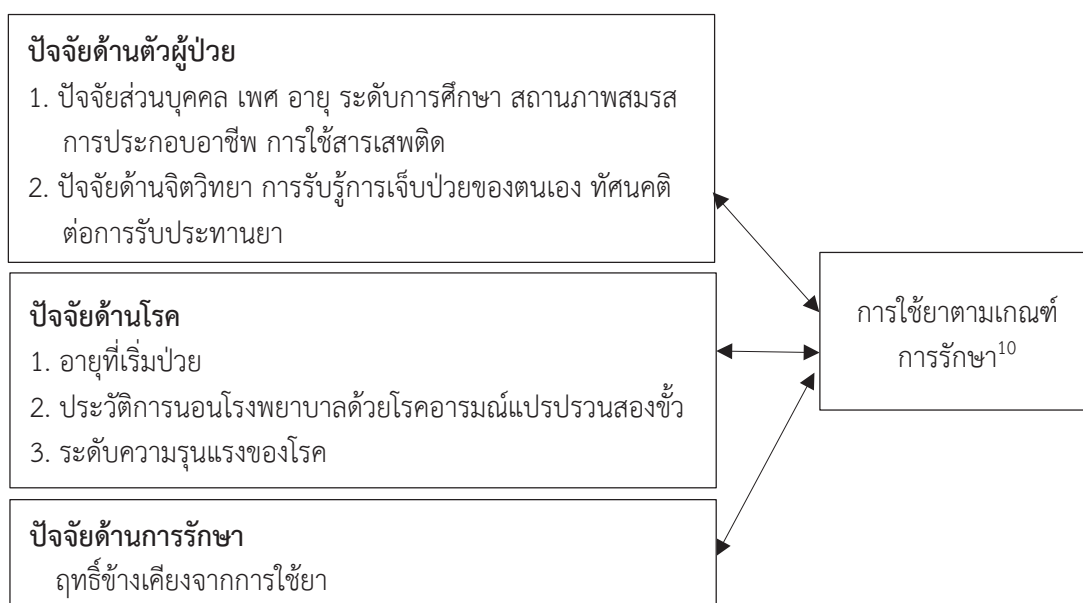 ปัจจัยด้านตัวผู้ป่วย
1. ปัจจัยส่วนบุคคล เพศ อายุ ระดับการศึกษา สถานภาพสมรส
การประกอบอาชีพ การใช้สารเสพติด
2. ปัจจัยด้านจิตวิทยา การรับรู้การเจ็บป่วยของตนเอง ทัศนคติ
ต่อการรับประทานยา
ปัจจัยด้านโรค
1. อายุที่เริ่มป่วย
2. ประวัติการนอนโรงพยาบาลด้วยโรคอารมณ์แปรปรวนสองขั้ว
3. ระดับความรุนแรงของโรค
ปัจจัยด้านการรักษา
ฤทธิ์ข้างเคียงจากการใช้ยา
การใช้ยาตามเกณฑ์
การรักษา¹⁰